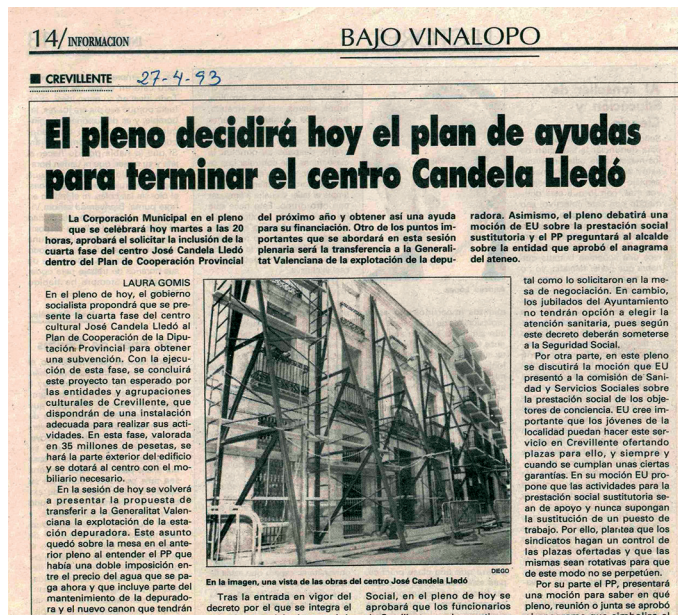 14/INFORMACION
BAJO VINALOPO
■ CREVILLENTE
27-4-93
El pleno decidirá hoy el plan de ayudas
para terminar el centro Candela Lledó
La Corporación Municipal en el pleno
que se celebrará hoy martes a las 20
horas, aprobará el solicitar la inclusión de la
cuarta fase del centro José Candela Lledó
dentro del Plan de Cooperación Provincial
del próximo año y obtener así una ayuda
para su financiación. Otro de los puntos im-
portantes que se abordará en esta sesión
plenaria será la transferencia a la Generali-
tat Valenciana de la explotación de la depu-
radora. Asimismo, el pleno debatirá una
moción de EU sobre la prestación social
sustitutoria y el PP preguntará al alcalde
sobre la entidad que aprobó el anagrama
del ateneo.
LAURA GOMIS
En el pleno de hoy, el gobierno
socialista propondrá que se pre-
sente la cuarta fase del centro
cultural José Candela Lledó al
Plan de Cooperación de la Dipu-
tación Provincial para obtener
una subvención. Con la ejecu-
ción de esta fase, se concluirá
este proyecto tan esperado por
las entidades y agrupaciones
culturales de Crevillente, que
dispondrán de una instalación
adecuada para realizar sus acti-
vidades. En esta fase, valorada
en 35 millones de pesetas, se
hará la parte exterior del edificio
y se dotará al centro con el mo-
biliario necesario.
En la sesión de hoy se volverá
a presentar la propuesta de
transferir a la Generalitat Valen-
ciana la explotación de la esta-
ción depuradora. Este asunto
quedó sobre la mesa en el ante-
rior pleno al entender el PP que
había una doble imposición en-
tre el precio del agua que se pa-
ga ahora y que incluye parte del
mantenimiento de la depurado-
ra y el nuevo canon que tendrán
DIEGO
En la imagen, una vista de las obras del centro José Candela Lledó
Tras la entrada en vigor del
decreto por el que se integra el
Social, en el pleno de hoy se
aprobará que los funcionarios
tal como lo solicitaron en la me-
sa de negociación. En cambio,
los jubilados del Ayuntamiento
no tendrán opción a elegir la
atención sanitaria, pues según
este decreto deberán someterse
a la Seguridad Social.
Por otra parte, en este pleno
se discutirá la moción que EU
presentó a la comisión de Sani-
dad y Servicios Sociales sobre
la prestación social de los obje-
tores de conciencia. EU cree im-
portante que los jóvenes de la
localidad puedan hacer este ser-
vicio en Crevillente ofertando
plazas para ello, y siempre y
cuando se cumplan unas ciertas
garantías. En su moción EU pro-
pone que las actividades para la
prestación social sustitutoria se-
an de apoyo y nunca supongan
la sustitución de un puesto de
trabajo. Por ello, plantea que los
sindicatos hagan un control de
las plazas ofertadas y que las
mismas sean rotativas para que
de este modo no se perpetúen.
Por su parte el PP, presentará
una moción para saber en qué
pleno, reunión o junta se aprobó